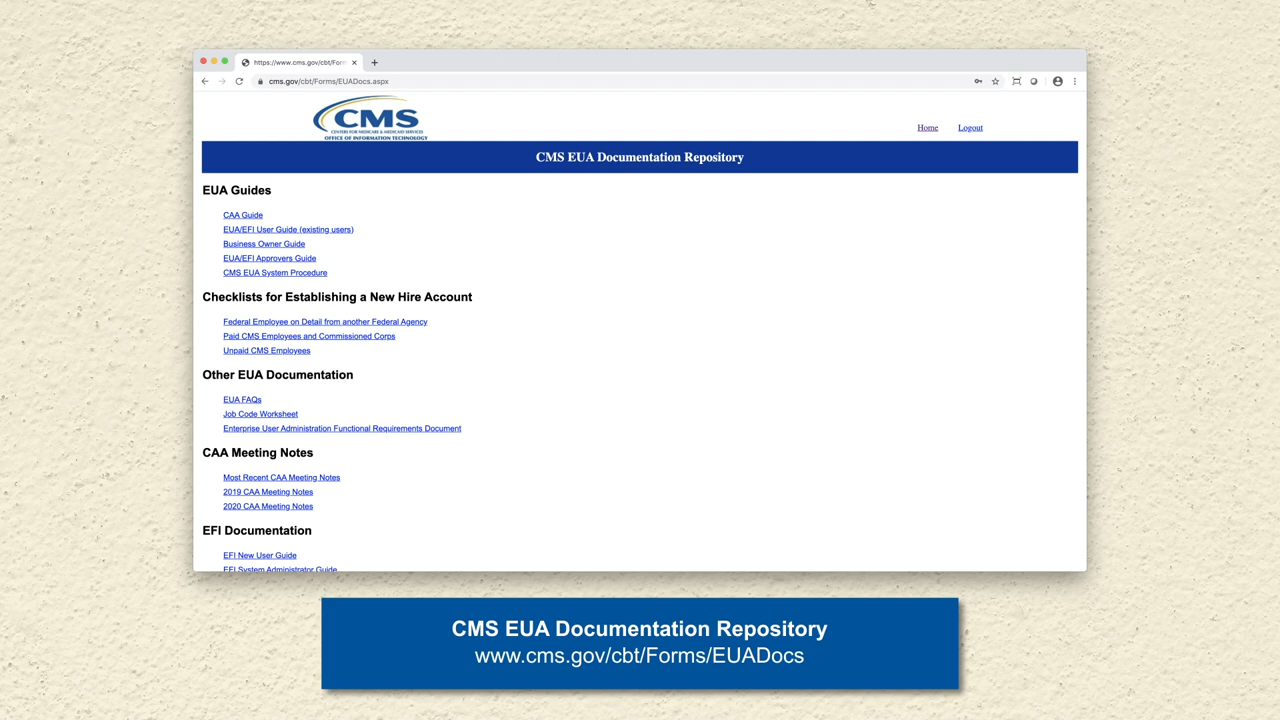 https://www.cms.gov/cbt/Form
cms.gov/cbt/Forms/EUADocs.aspx
CMS
CENTERS FOR MEDICARE & MEDICAID SERVICES
OFFICE OF INFORMATION TECHNOLOGY
Home Logout
CMS EUA Documentation Repository
EUA Guides
CAA Guide
EUA/EFI User Guide (existing users)
Business Owner Guide
EUA/EFI Approvers Guide
CMS EUA System Procedure
Checklists for Establishing a New Hire Account
Federal Employee on Detail from another Federal Agency
Paid CMS Employees and Commissioned Corps
Unpaid CMS Employees
Other EUA Documentation
EUA FAQs
Job Code Worksheet
Enterprise User Administration Functional Requirements Document
CAA Meeting Notes
Most Recent CAA Meeting Notes
2019 CAA Meeting Notes
2020 CAA Meeting Notes
EFI Documentation
EFI New User Guide
EFI System Administrator Guide
CMS EUA Documentation Repository
www.cms.gov/cbt/Forms/EUADocs